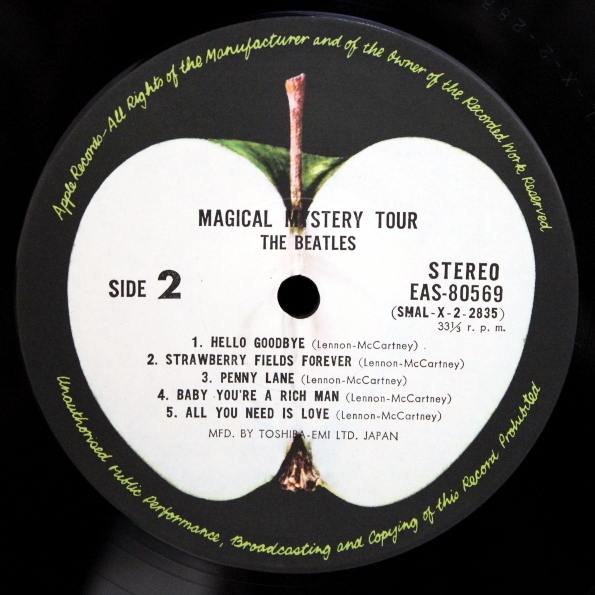 Apple Records-All Rights of the Manufacturer and of the Owner of the Recorded Work Reserved
MAGICAL MYSTERY TOUR
THE BEATLES
SIDE 2
STEREO
EAS-80569
(SMAL-X-2-2835)
33⅓ r. p. m.
1. HELLO GOODBYE (Lennon-McCartney)
2. STRAWBERRY FIELDS FOREVER (Lennon-McCartney)
3. PENNY LANE (Lennon-McCartney)
4. BABY YOU'RE A RICH MAN (Lennon-McCartney)
5. ALL YOU NEED IS LOVE (Lennon-McCartney)
MFD. BY TOSHIBA-EMI LTD. JAPAN
Unauthorised Public Performance, Broadcasting and Copying of this Record Prohibited